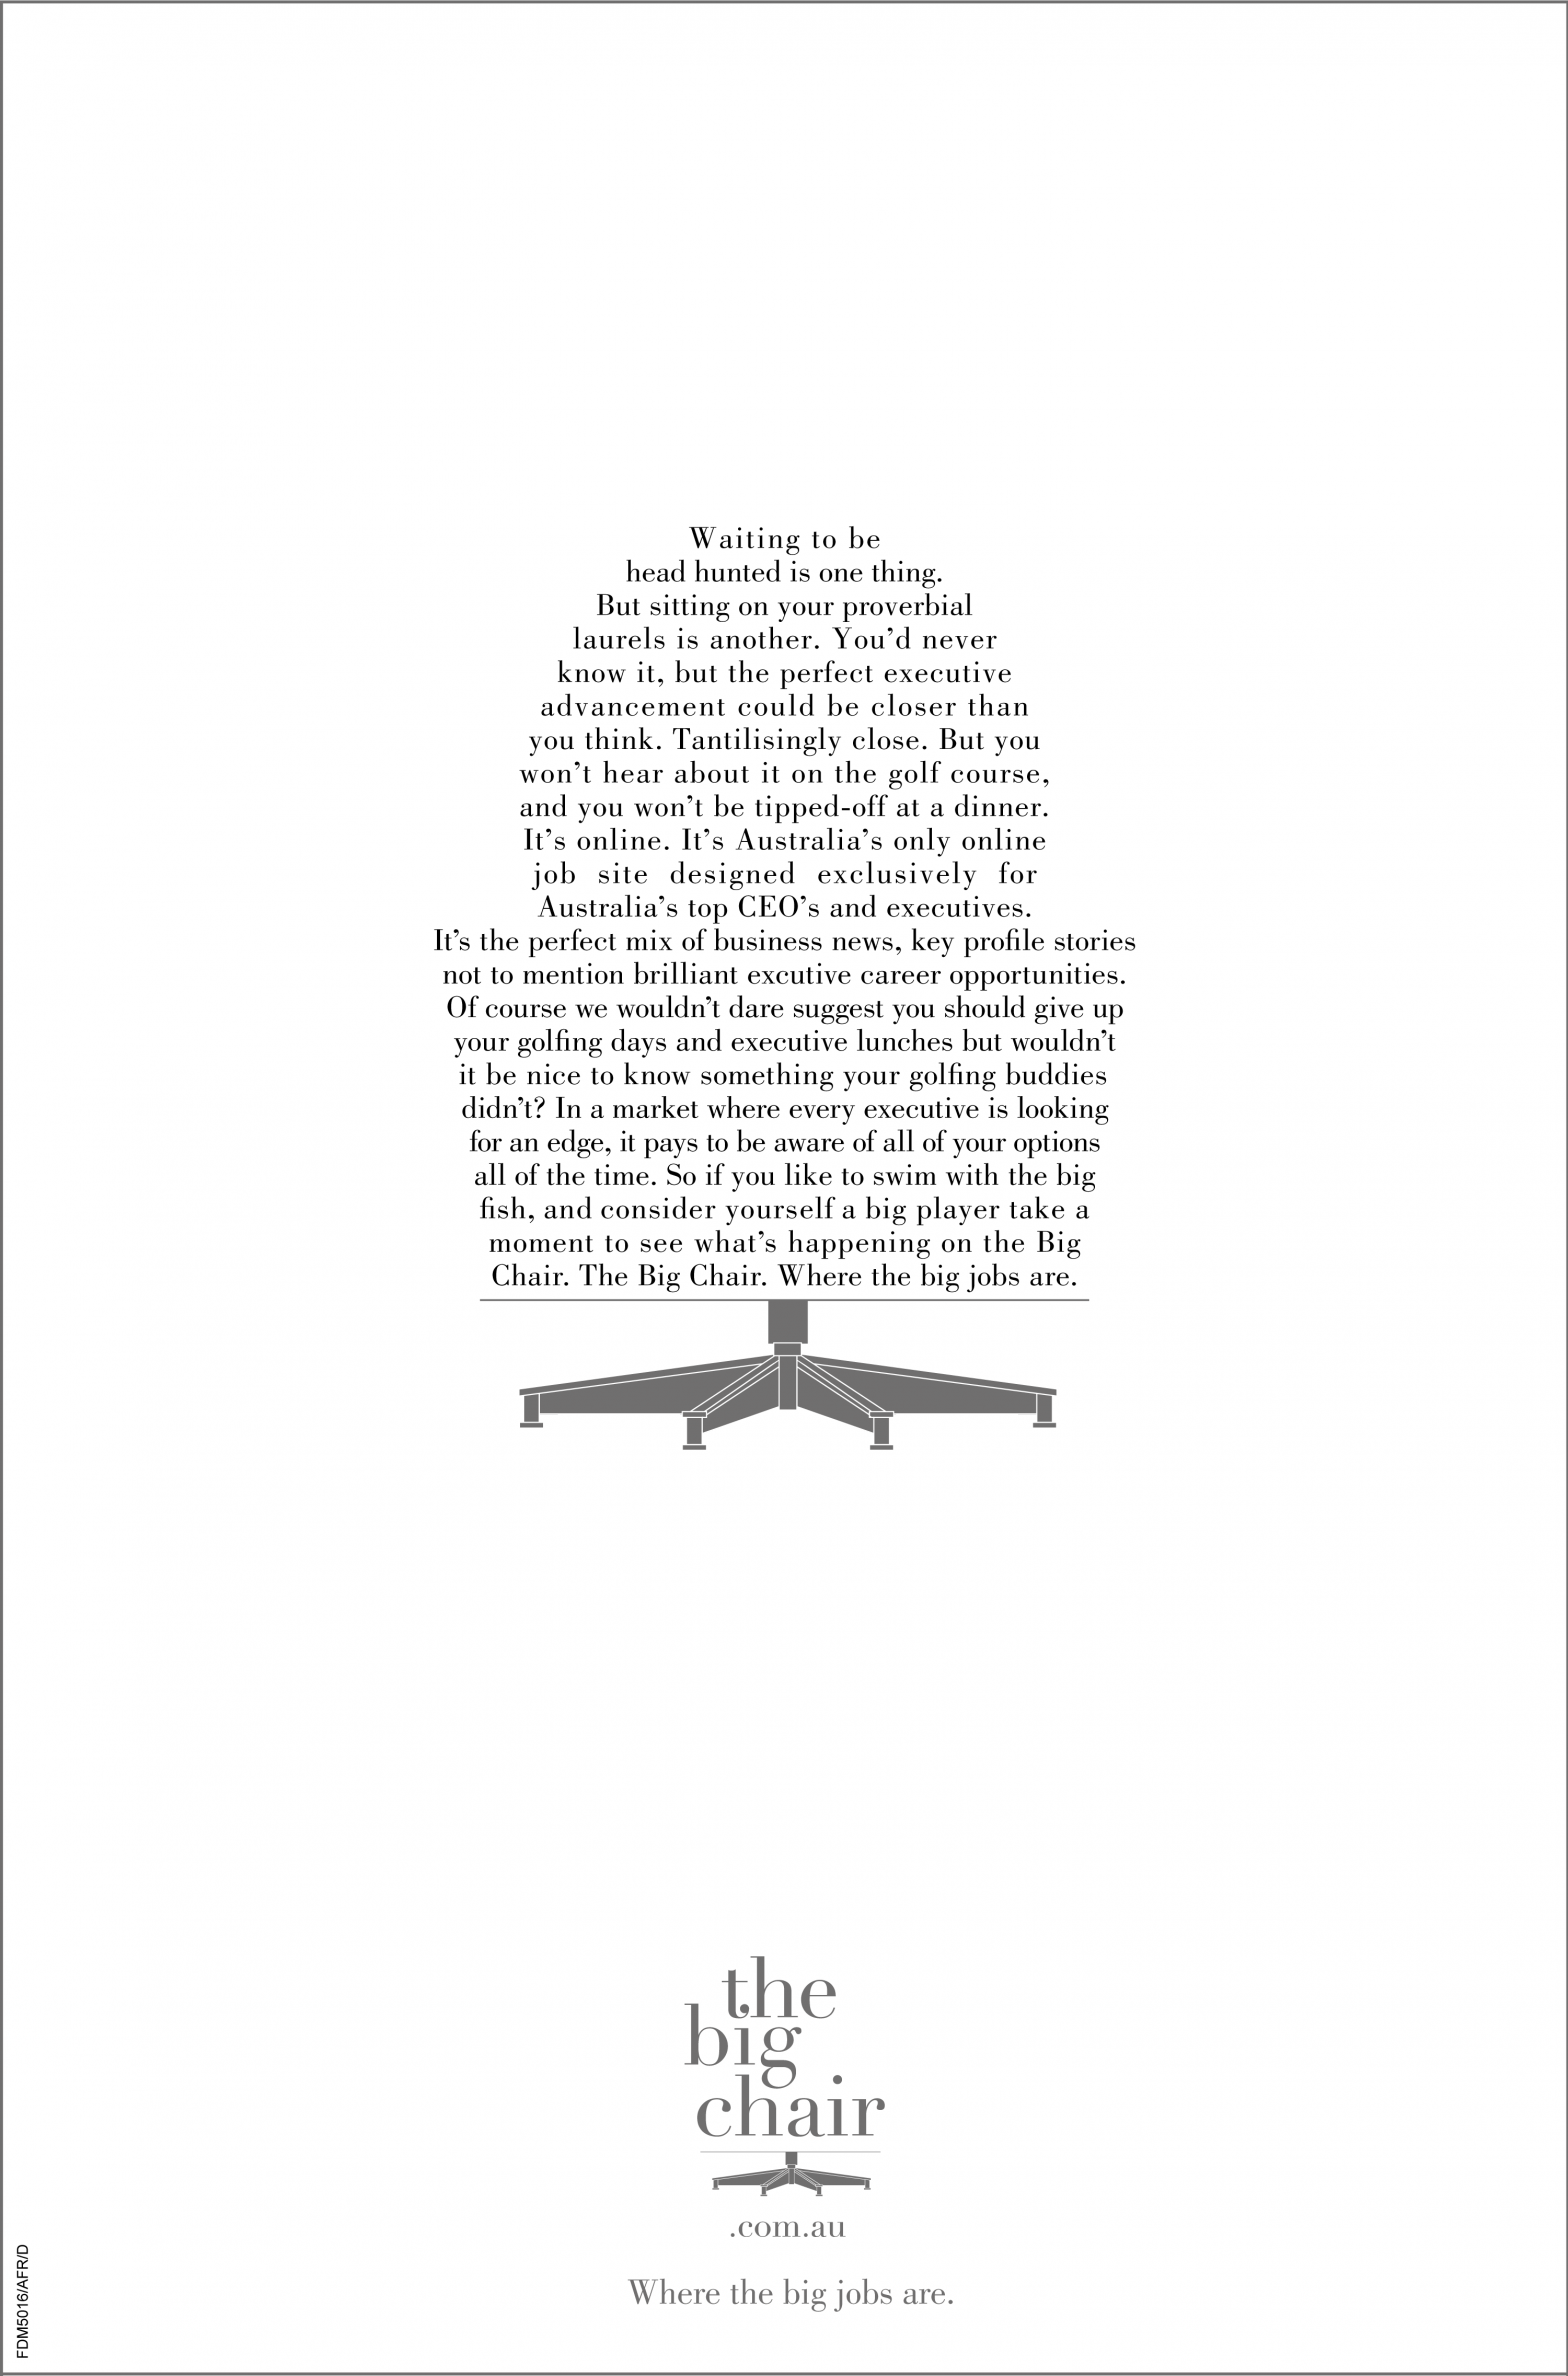 Waiting to be
head hunted is one thing.
But sitting on your proverbial
laurels is another. You’d never
know it, but the perfect executive
advancement could be closer than
you think. Tantilisingly close. But you
won’t hear about it on the golf course,
and you won’t be tipped-off at a dinner.
It’s online. It’s Australia’s only online
job site designed exclusively for
Australia’s top CEO’s and executives.
It’s the perfect mix of business news, key profile stories
not to mention brilliant excutive career opportunities.
Of course we wouldn’t dare suggest you should give up
your golfing days and executive lunches but wouldn’t
it be nice to know something your golfing buddies
didn’t? In a market where every executive is looking
for an edge, it pays to be aware of all of your options
all of the time. So if you like to swim with the big
fish, and consider yourself a big player take a
moment to see what’s happening on the Big
Chair. The Big Chair. Where the big jobs are.
the
big
chair
.com.au
Where the big jobs are.
FDM5016/AFR/D